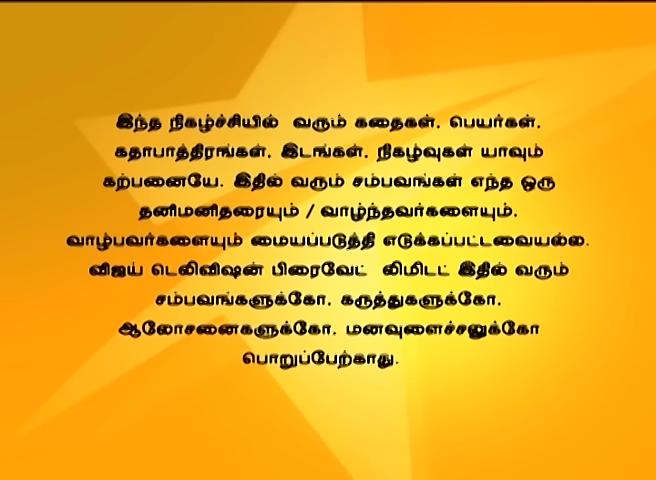 இந்த நிகழ்ச்சியில் வரும் கதைகள், பெயர்கள்,
கதாபாத்திரங்கள், இடங்கள், நிகழ்வுகள் யாவும்
கற்பனையே. இதில் வரும் சம்பவங்கள் எந்த ஒரு
தனிமனிதரையும் / வாழ்ந்தவர்களையும்,
வாழ்பவர்களையும் மையப்படுத்தி எடுக்கப்பட்டவையல்ல.
விஜய் டெலிவிஷன் பிரைவேட் லிமிடட் இதில் வரும்
சம்பவங்களுக்கோ, கருத்துகளுக்கோ,
ஆலோசனைகளுக்கோ, மனவுளைச்சலுக்கோ
பொறுப்பேற்காது.